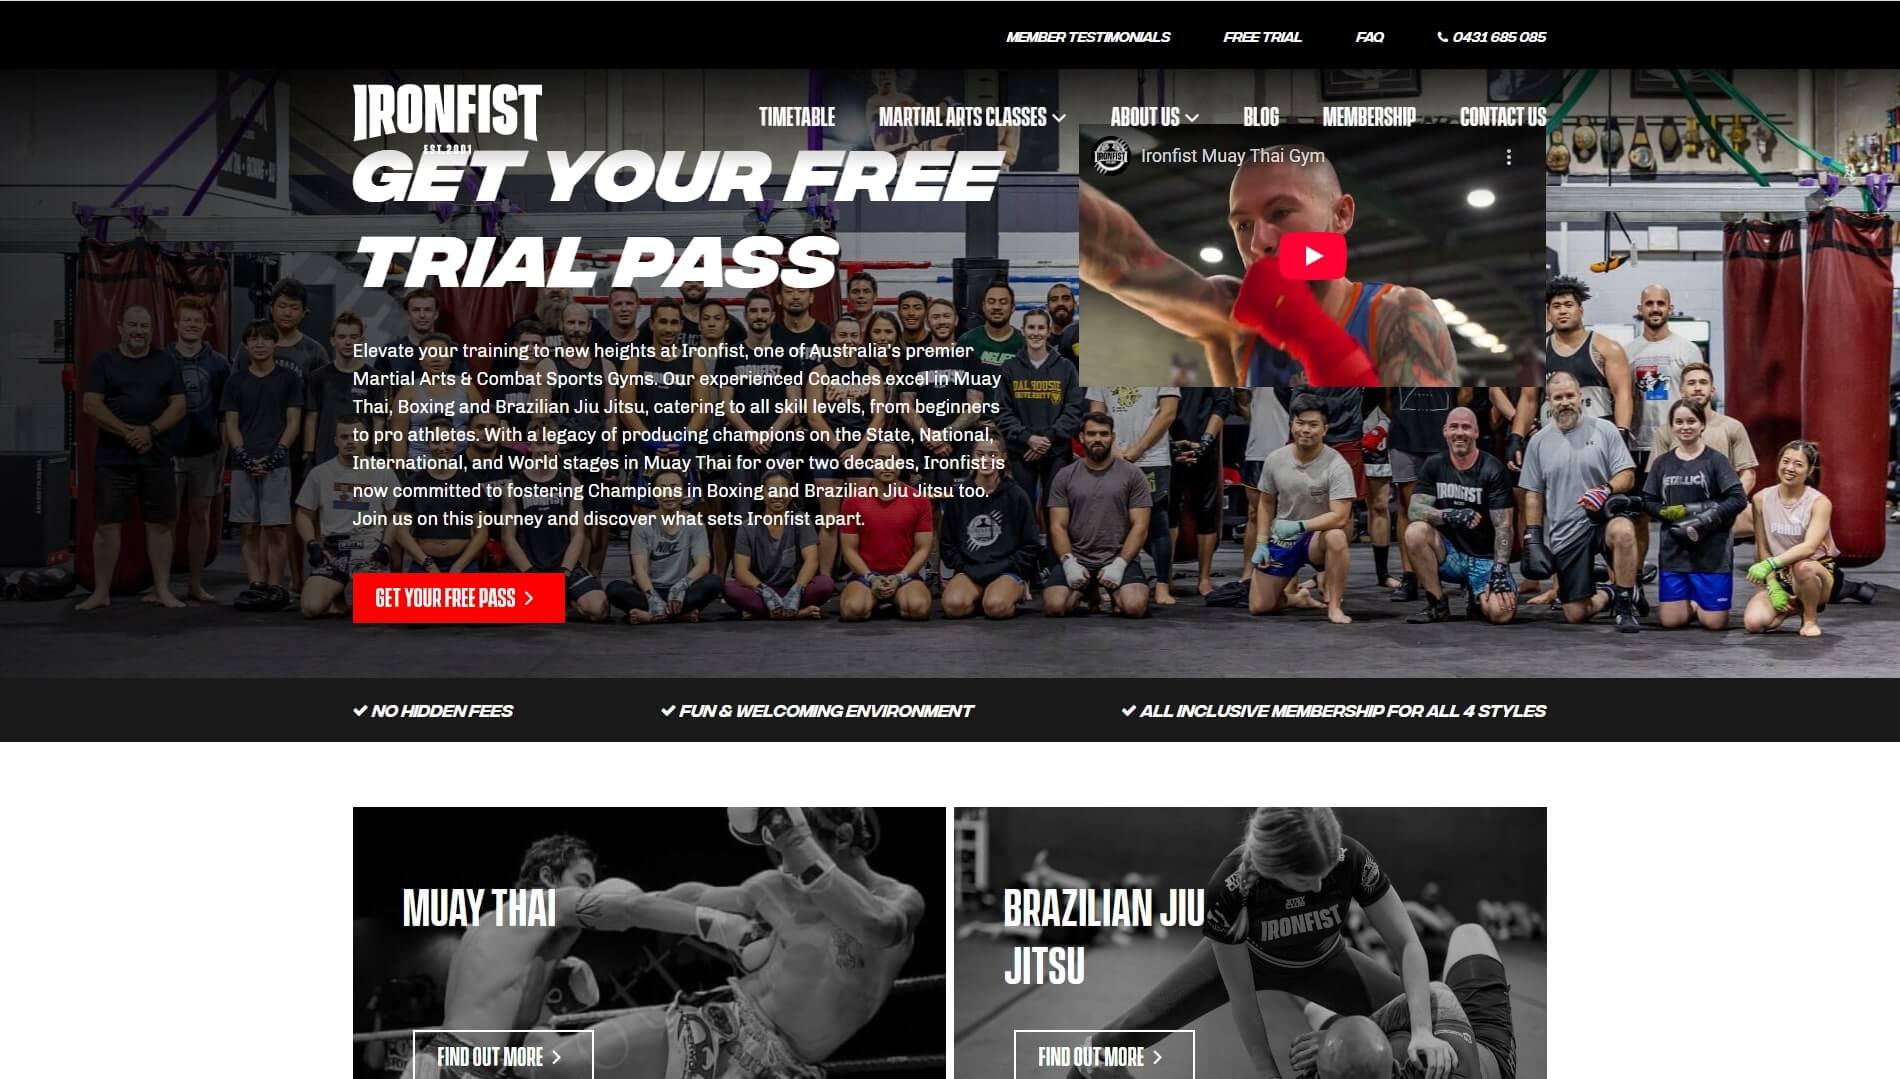 MEMBER TESTIMONIALS FREE TRIAL FAQ 0431 685 085
IRONFIST
EST 2001
TIMETABLE MARTIAL ARTS CLASSES ABOUT US BLOG MEMBERSHIP CONTACT US
GET YOUR FREE
TRIAL PASS
IRONFIST
Ironfist Muay Thai Gym
Elevate your training to new heights at Ironfist, one of Australia's premier
Martial Arts & Combat Sports Gyms. Our experienced Coaches excel in Muay
Thai, Boxing and Brazilian Jiu Jitsu, catering to all skill levels, from beginners
to pro athletes. With a legacy of producing champions on the State, National,
International, and World stages in Muay Thai for over two decades, Ironfist is
now committed to fostering Champions in Boxing and Brazilian Jiu Jitsu too.
Join us on this journey and discover what sets Ironfist apart.
DALHOUSIE
UNIVERSITY
IRONFIST
METALLICA
NIKE
GET YOUR FREE PASS
NO HIDDEN FEES FUN & WELCOMING ENVIRONMENT ALL INCLUSIVE MEMBERSHIP FOR ALL 4 STYLES
MUAY THAI
BRAZILIAN JIU
JITSU
IRONFIST
FIND OUT MORE
FIND OUT MORE